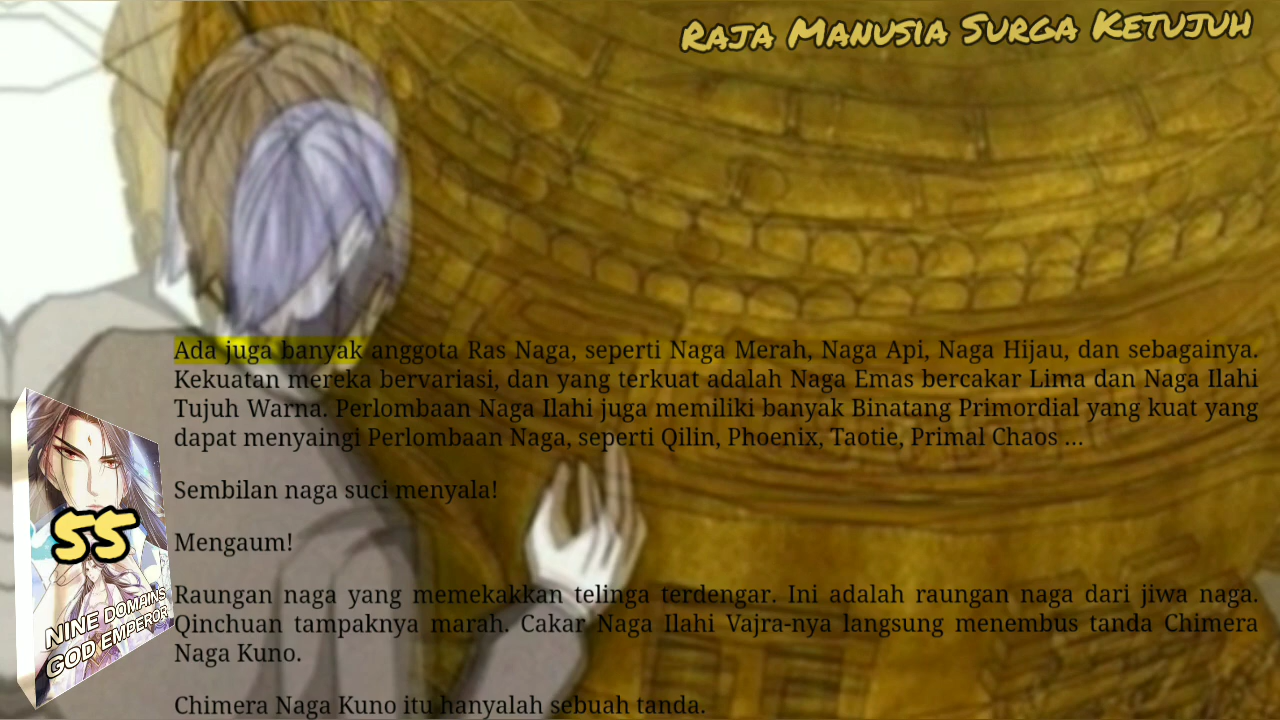 Raja Manusia Surga Ketujuh
Ada juga banyak anggota Ras Naga, seperti Naga Merah, Naga Api, Naga Hijau, dan sebagainya.
Kekuatan mereka bervariasi, dan yang terkuat adalah Naga Emas bercakar Lima dan Naga Ilahi
Tujuh Warna. Perlombaan Naga Ilahi juga memiliki banyak Binatang Primordial yang kuat yang
dapat menyaingi Perlombaan Naga, seperti Qilin, Phoenix, Taotie, Primal Chaos ...
Sembilan naga suci menyala!
Mengaum!
Raungan naga yang memekakkan telinga terdengar. Ini adalah raungan naga dari jiwa naga.
Qinchuan tampaknya marah. Cakar Naga Ilahi Vajra-nya langsung menembus tanda Chimera
Naga Kuno.
Chimera Naga Kuno itu hanyalah sebuah tanda.
55
NINE DOMAINS
GOD EMPEROR